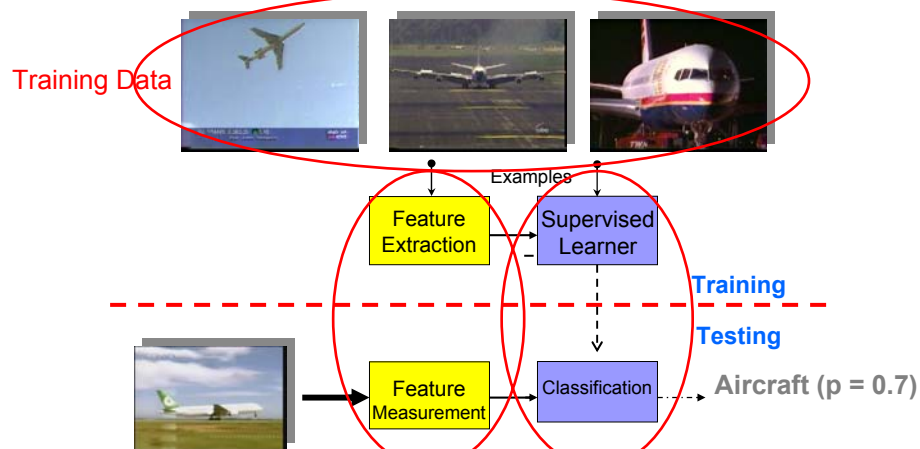 Training Data
Examples
Feature
Extraction
Supervised
Learner
Training
Testing
Feature
Measurement
Classification
Aircraft (p = 0.7)